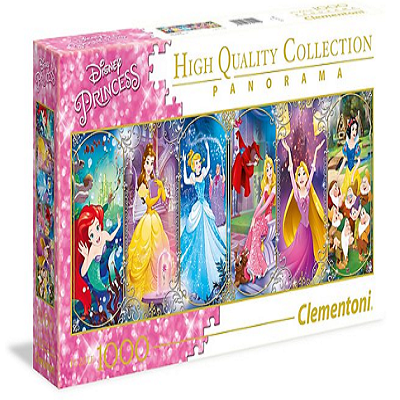 Disney
PRINCESS
HIGH QUALITY COLLECTION
PANORAMA
Clementoni
1000